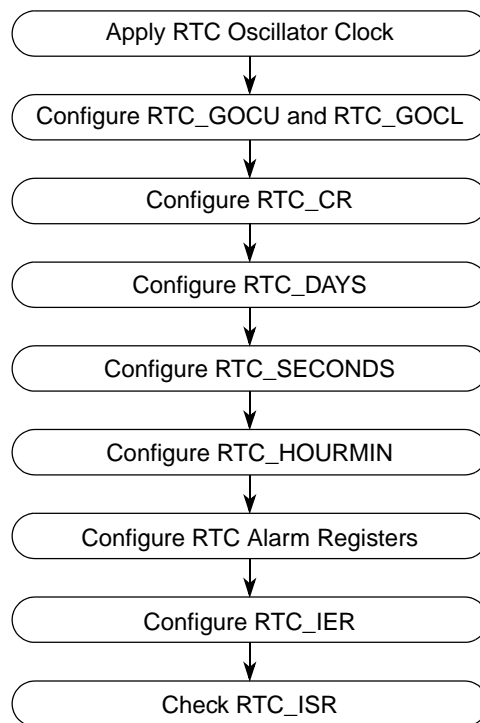 Apply RTC Oscillator Clock
Configure RTC_GOCU and RTC_GOCL
Configure RTC_CR
Configure RTC_DAYS
Configure RTC_SECONDS
Configure RTC_HOURMIN
Configure RTC Alarm Registers
Configure RTC_IER
Check RTC_ISR